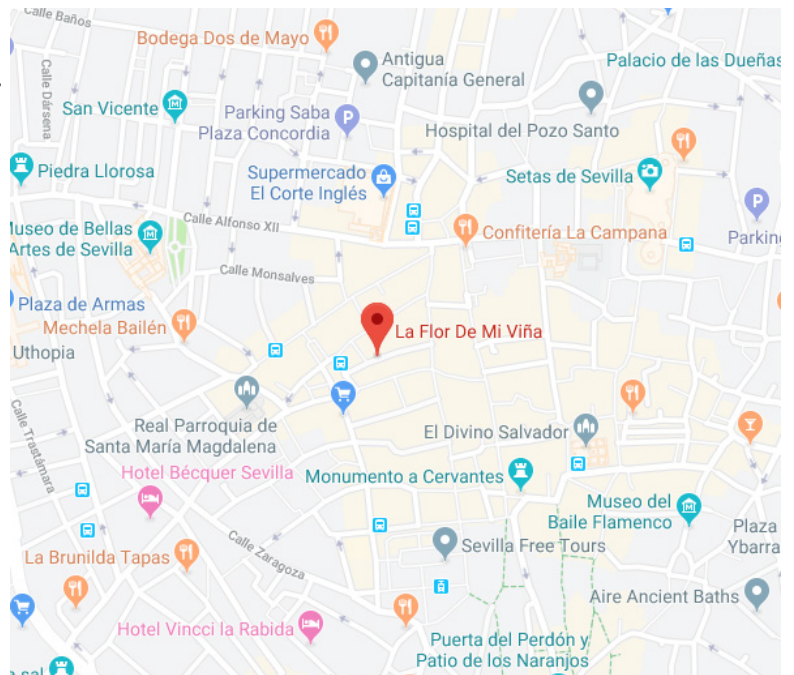 Calle Baños
Bodega Dos de Mayo
Antigua
Capitanía General
Palacio de las Dueñas
Calle Dársena
San Vicente
Parking Saba
Plaza Concordia
P
Hospital del Pozo Santo
Piedra Llorosa
Supermercado
El Corte Inglés
Setas de Sevilla
P
Parkin
Calle Alfonso XII
Museo de Bellas
Artes de Sevilla
Confitería La Campana
Calle Monsalves
Plaza de Armas
Mechela Bailén
Uthopia
La Flor De Mi Viña
Calle Trastámara
Real Parroquia de
Santa María Magdalena
El Divino Salvador
Hotel Bécquer Sevilla
Monumento a Cervantes
Museo del
Baile Flamenco
Plaza
Ybarra
Calle Zaragoza
Sevilla Free Tours
La Brunilda Tapas
Aire Ancient Baths
Hotel Vincci la Rabida
Puerta del Perdón y
Patio de los Naranjos
sal